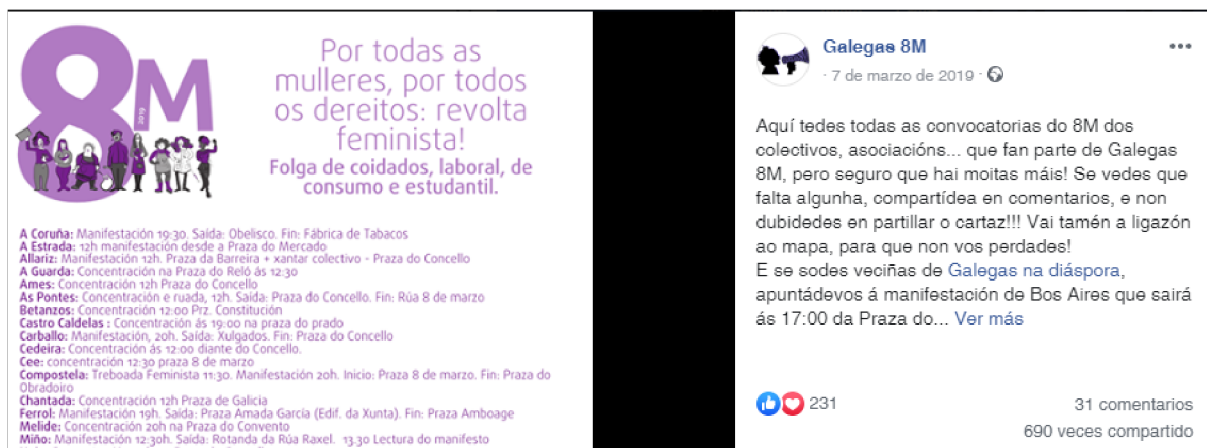 8M
2019
Por todas as
mulleres, por todos
os dereitos: revolta
feminista!
Folga de coidados, laboral, de
consumo e estudantil.
A Coruña: Manifestación 19:30. Saída: Obelisco. Fin: Fábrica de Tabacos
A Estrada: 12h manifestación desde a Praza do Mercado
Allariz: Manifestación 12h. Praza da Barreira + xantar colectivo - Praza do Concello
A Guarda: Concentración na Praza do Reló ás 12:30
Ames: Concentración 12h Praza do Concello
As Pontes: Concentración e ruada, 12h. Saída: Praza do Concello. Fin: Rúa 8 de marzo
Betanzos: Concentración 12:00 Prz. Constitución
Castro Caldelas : Concentración ás 19:00 na praza do prado
Carballo: Manifestación, 20h. Saída: Xulgados. Fin: Praza do Concello
Cedeira: Concentración ás 12:00 diante do Concello.
Cee: concentración 12:30 praza 8 de marzo
Compostela: Treboada Feminista 11:30. Manifestación 20h. Inicio: Praza 8 de marzo. Fin: Praza do
Obradoiro
Chantada: Concentración 12h Praza de Galicia
Ferrol: Manifestación 19h. Saída: Praza Amada García (Edif. da Xunta). Fin: Praza Amboage
Melide: Concentración 20h na Praza do Convento
Miño: Manifestación 12:30h. Saída: Rotanda da Rúa Raxel. 13.30 Lectura do manifesto
Galegas 8M
· 7 de marzo de 2019 ·
Aquí tedes todas as convocatorias do 8M dos
colectivos, asociacións... que fan parte de Galegas
8M, pero seguro que hai moitas máis! Se vedes que
falta algunha, compartídea en comentarios, e non
dubidedes en partillar o cartaz!!! Vai tamén a ligazón
ao mapa, para que non vos perdades!
E se sodes veciñas de Galegas na diáspora,
apuntádevos á manifestación de Bos Aires que sairá
ás 17:00 da Praza do... Ver más
231
31 comentarios
690 veces compartido